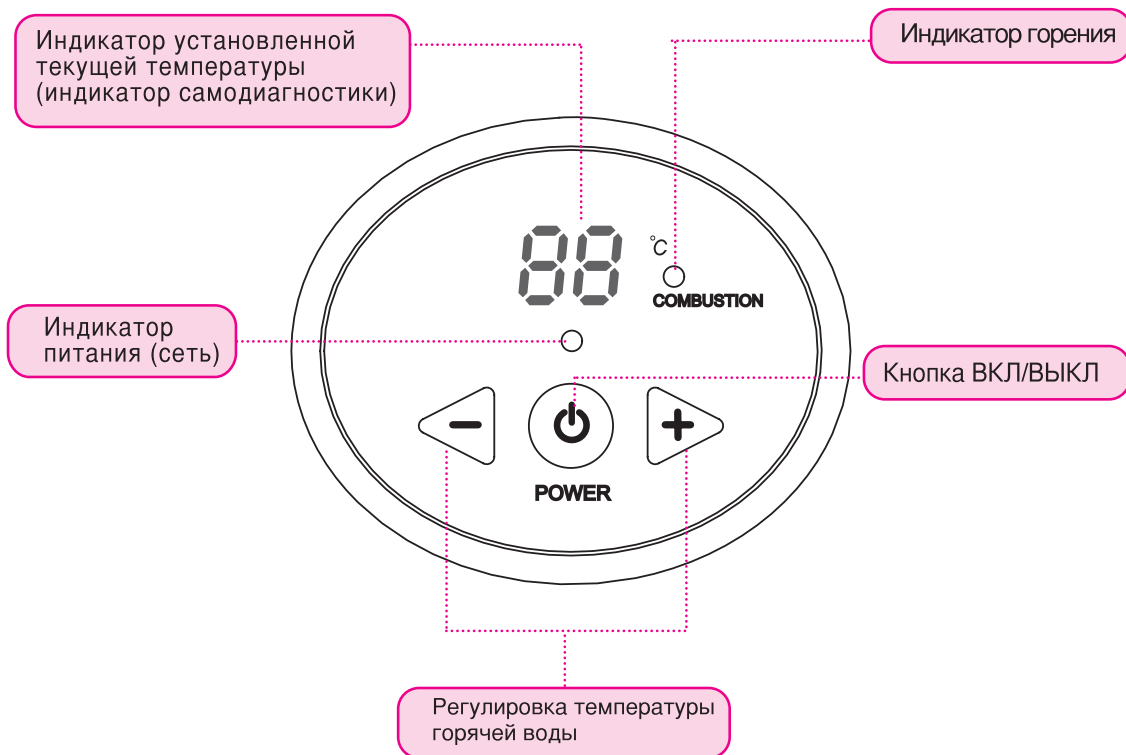 Индикатор установленной
текущей температуры
(индикатор самодиагностики)
Индикатор горения
88
°C
COMBUSTION
Индикатор
питания (сеть)
Кнопка ВКЛ/ВЫКЛ
POWER
Регулировка температуры
горячей воды